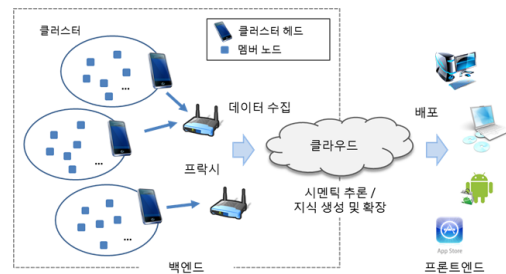 클러스터
클러스터 헤드
멤버 노드
...
데이터 수집
배포
클라우드
...
프락시
시멘틱 추론 /
지식 생성 및 확장
...
App Store
백엔드
프론트엔드